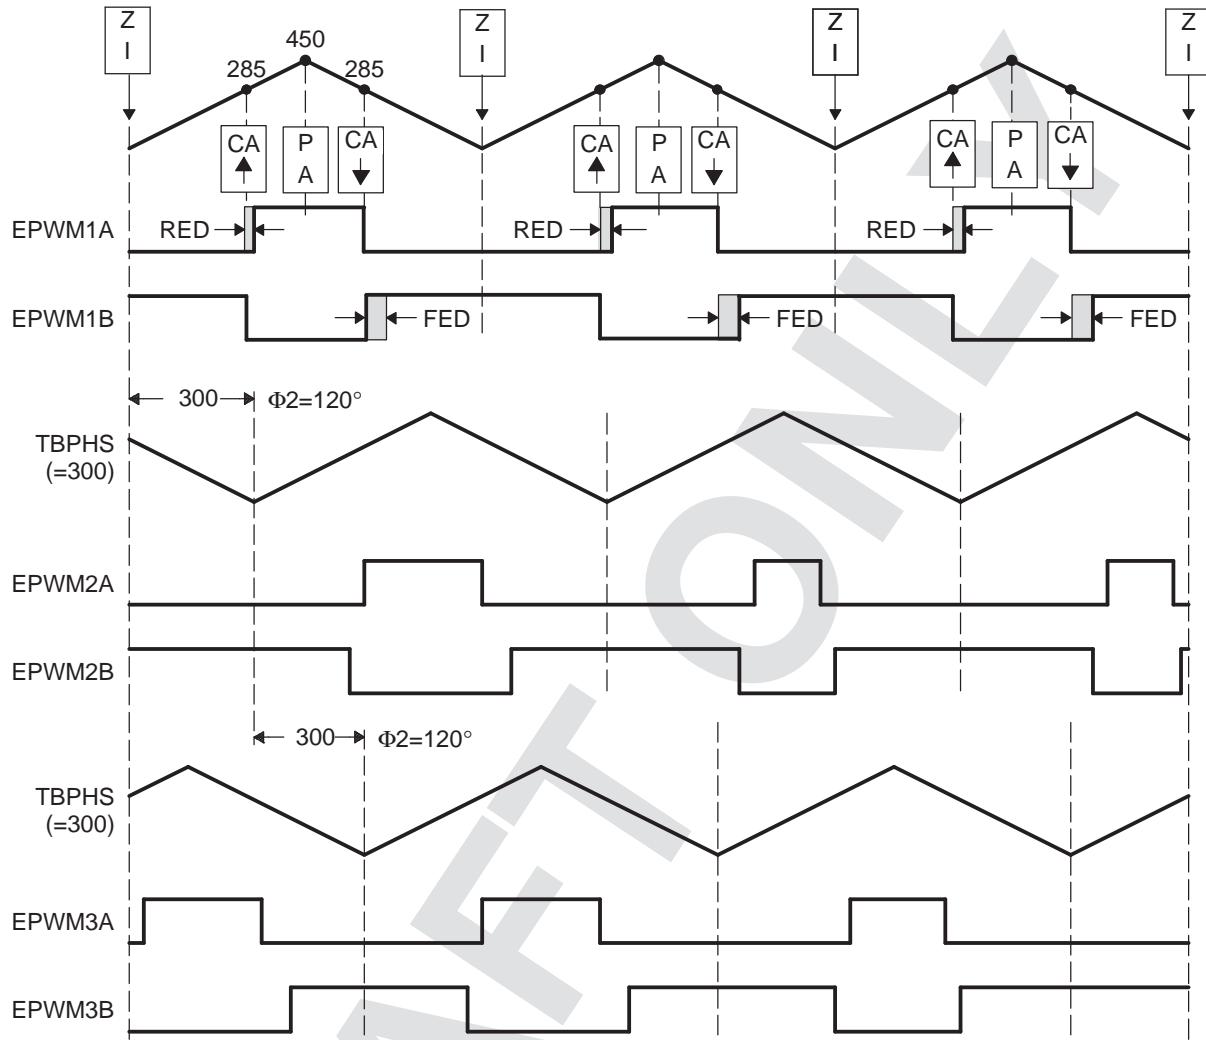 Z
I
Z
I
Z
I
Z
I
450
285
285
CA
P
A
CA
CA
P
A
CA
CA
P
A
CA
EPWM1A
RED
RED
RED
EPWM1B
FED
FED
FED
300
Φ2=120°
TBPHS
(=300)
EPWM2A
EPWM2B
300
Φ2=120°
TBPHS
(=300)
EPWM3A
EPWM3B
ONLY